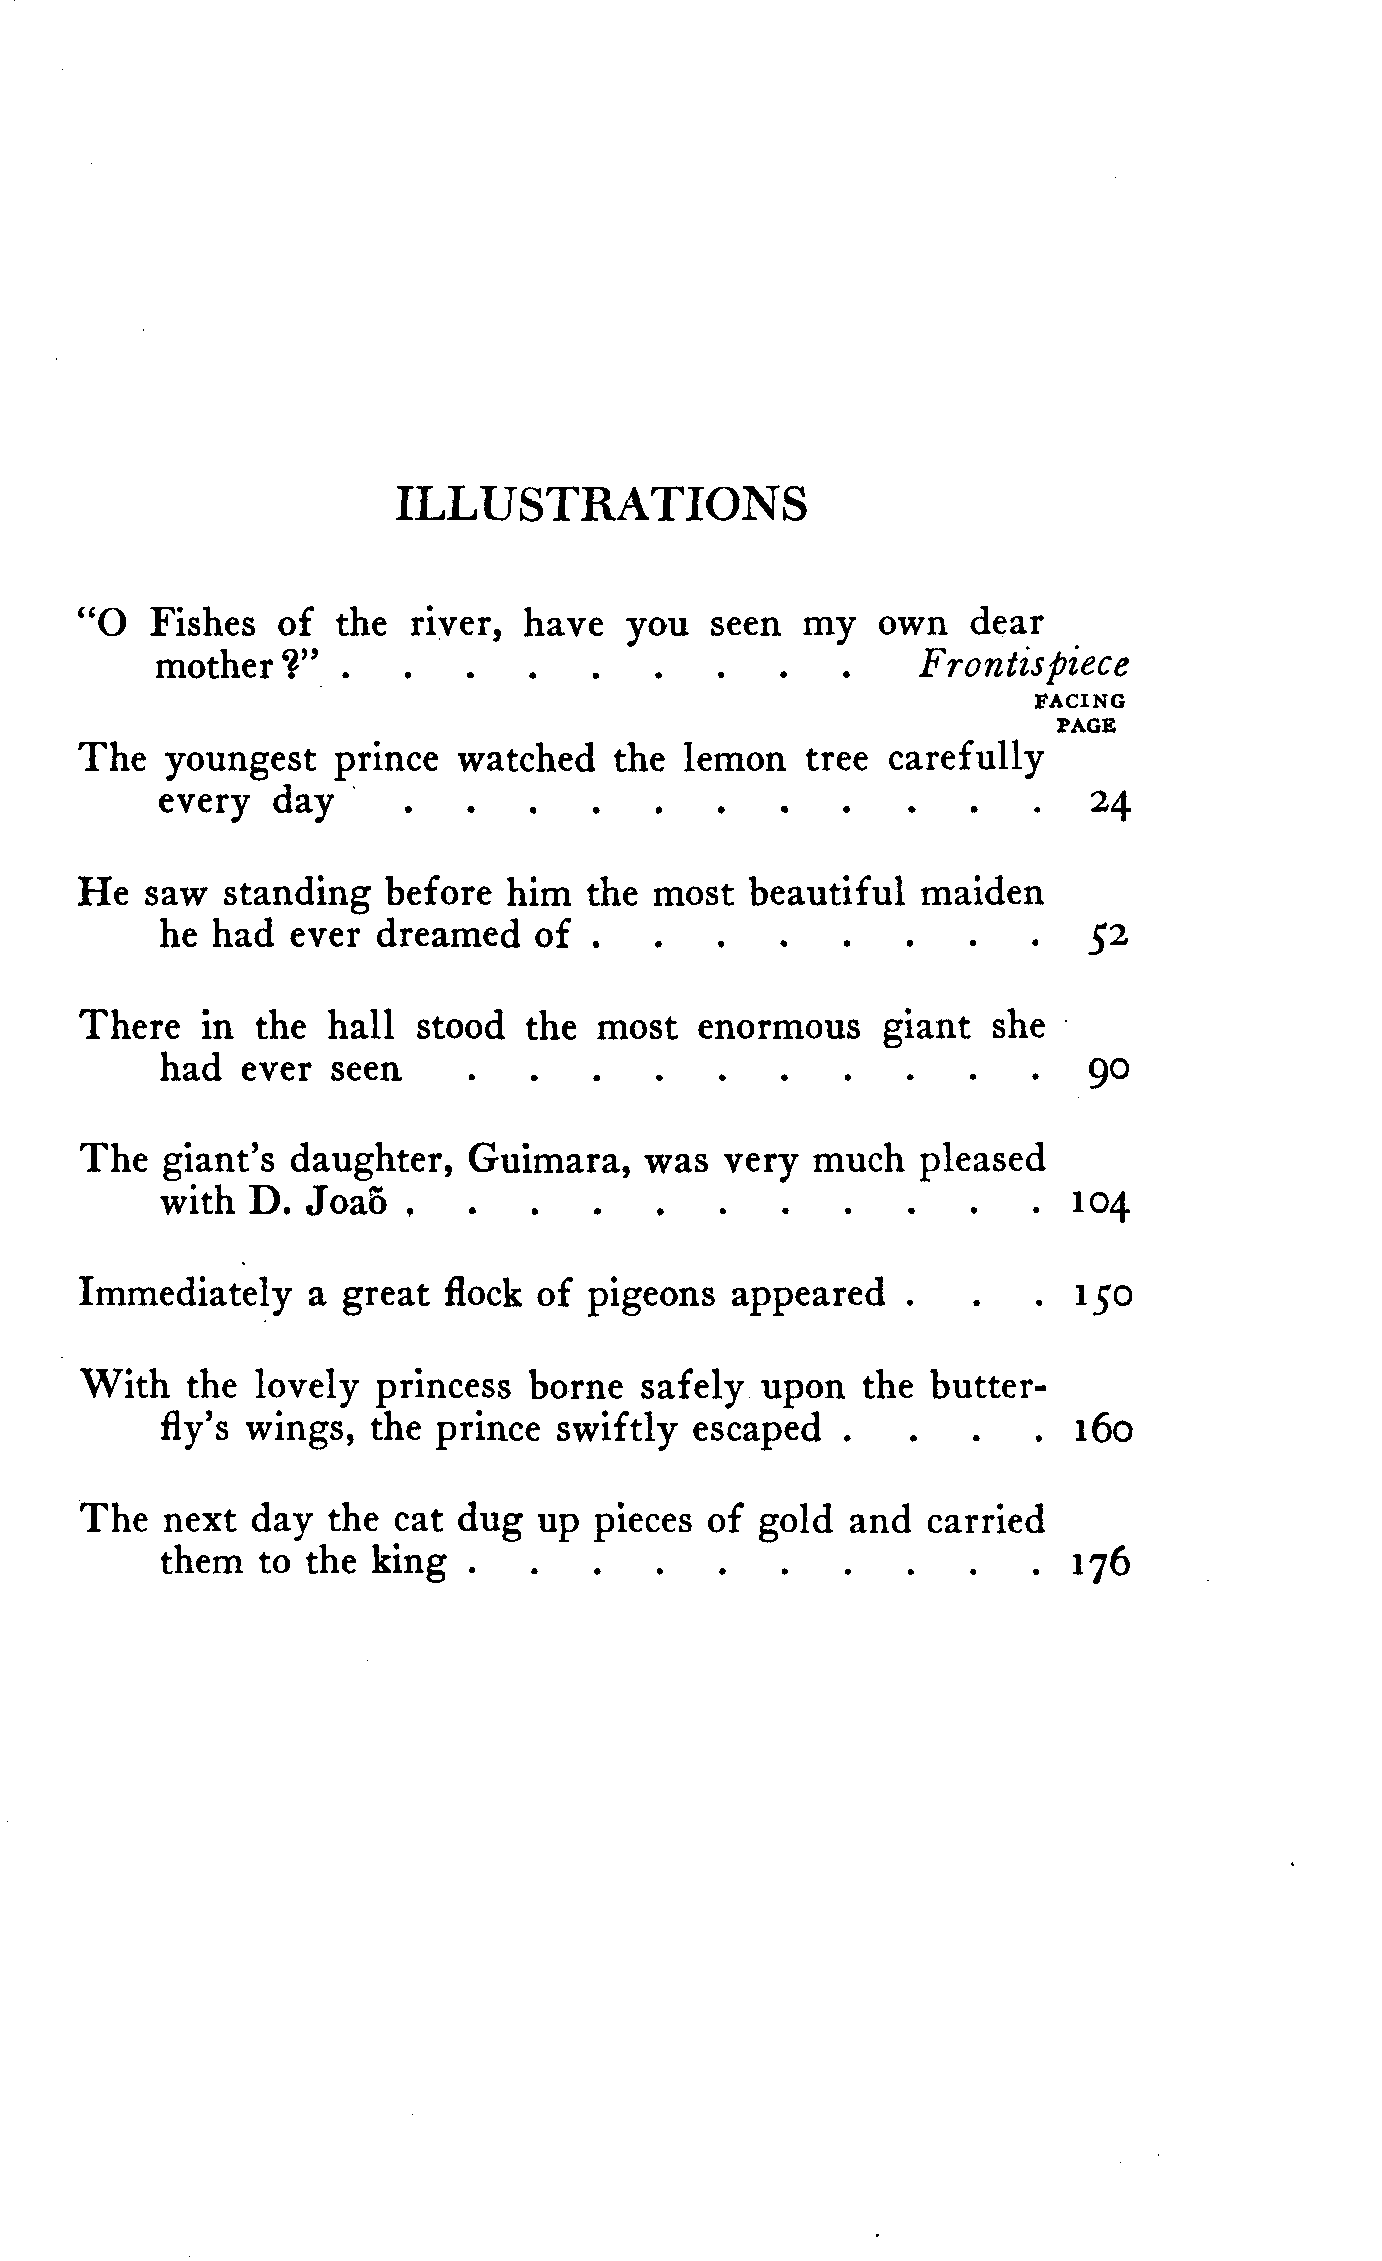 ILLUSTRATIONS
"O Fishes of the river, have you seen my own dear
mother?" . . . . . . . . . Frontispiece
FACING
PAGE
The youngest prince watched the lemon tree carefully
every day . . . . . . . . . . . 24
He saw standing before him the most beautiful maiden
he had ever dreamed of . . . . . . . . 52
There in the hall stood the most enormous giant she
had ever seen . . . . . . . . . . 90
The giant's daughter, Guimara, was very much pleased
with D. Joaõ . . . . . . . . . . . 104
Immediately a great flock of pigeons appeared . . . 150
With the lovely princess borne safely upon the butter-
fly's wings, the prince swiftly escaped . . . . 160
The next day the cat dug up pieces of gold and carried
them to the king . . . . . . . . . . 176